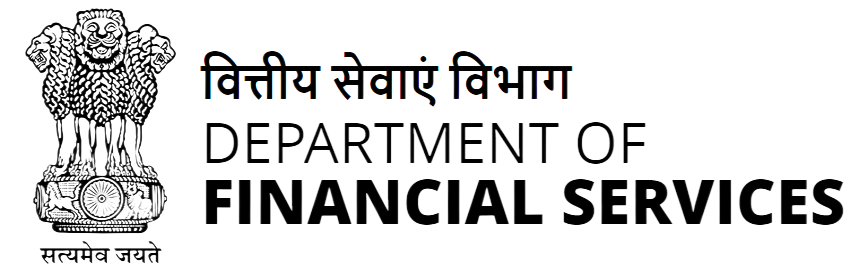 वित्तीय सेवाएं विभाग
DEPARTMENT OF
FINANCIAL SERVICES
सत्यमेव जयते